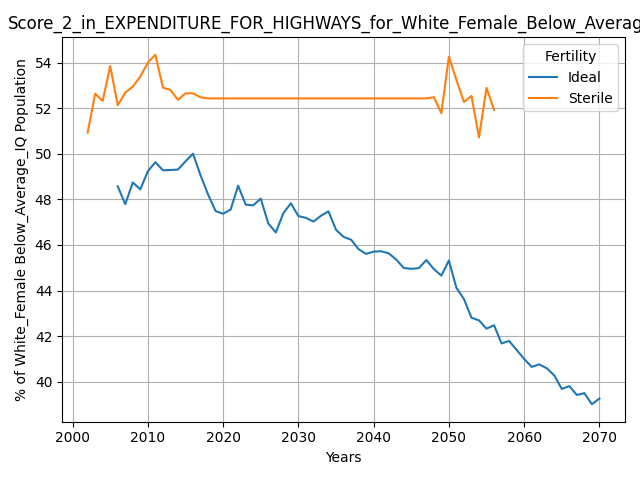 Score_2_in_EXPENDITURE_FOR_HIGHWAYS_for_White_Female_Below_Averag
Fertility
Ideal
Sterile
% of White_Female Below_Average_IQ Population
54
52
50
48
46
44
42
40
2000
2010
2020
2030
2040
2050
2060
2070
Years